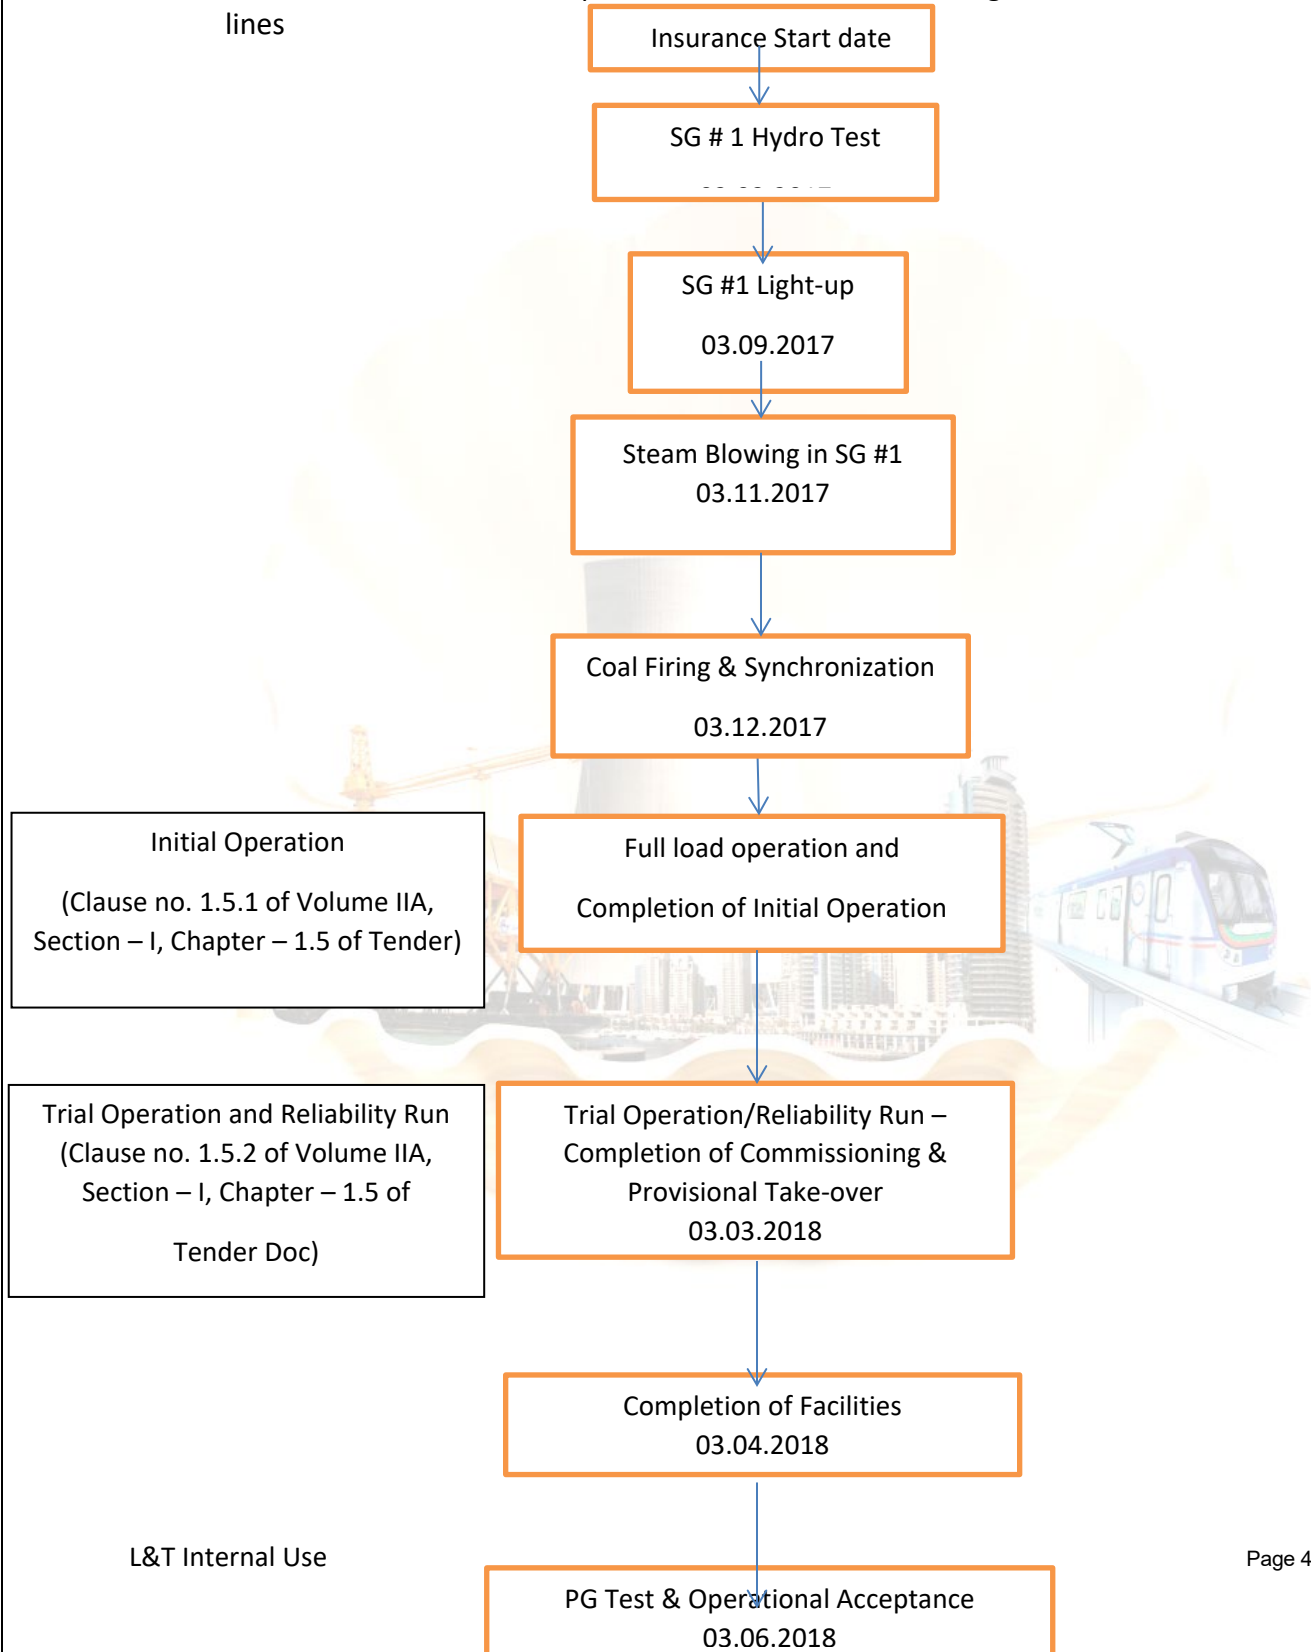 lines
Insurance Start date
SG # 1 Hydro Test
SG #1 Light-up
03.09.2017
Steam Blowing in SG #1
03.11.2017
Coal Firing & Synchronization
03.12.2017
Initial Operation
(Clause no. 1.5.1 of Volume IIA,
Section – I, Chapter – 1.5 of Tender)
Full load operation and
Completion of Initial Operation
Trial Operation and Reliability Run
(Clause no. 1.5.2 of Volume IIA,
Section – I, Chapter – 1.5 of
Tender Doc)
Trial Operation/Reliability Run –
Completion of Commissioning &
Provisional Take-over
03.03.2018
Completion of Facilities
03.04.2018
L&T Internal Use
Page 4
PG Test & Operational Acceptance
03.06.2018